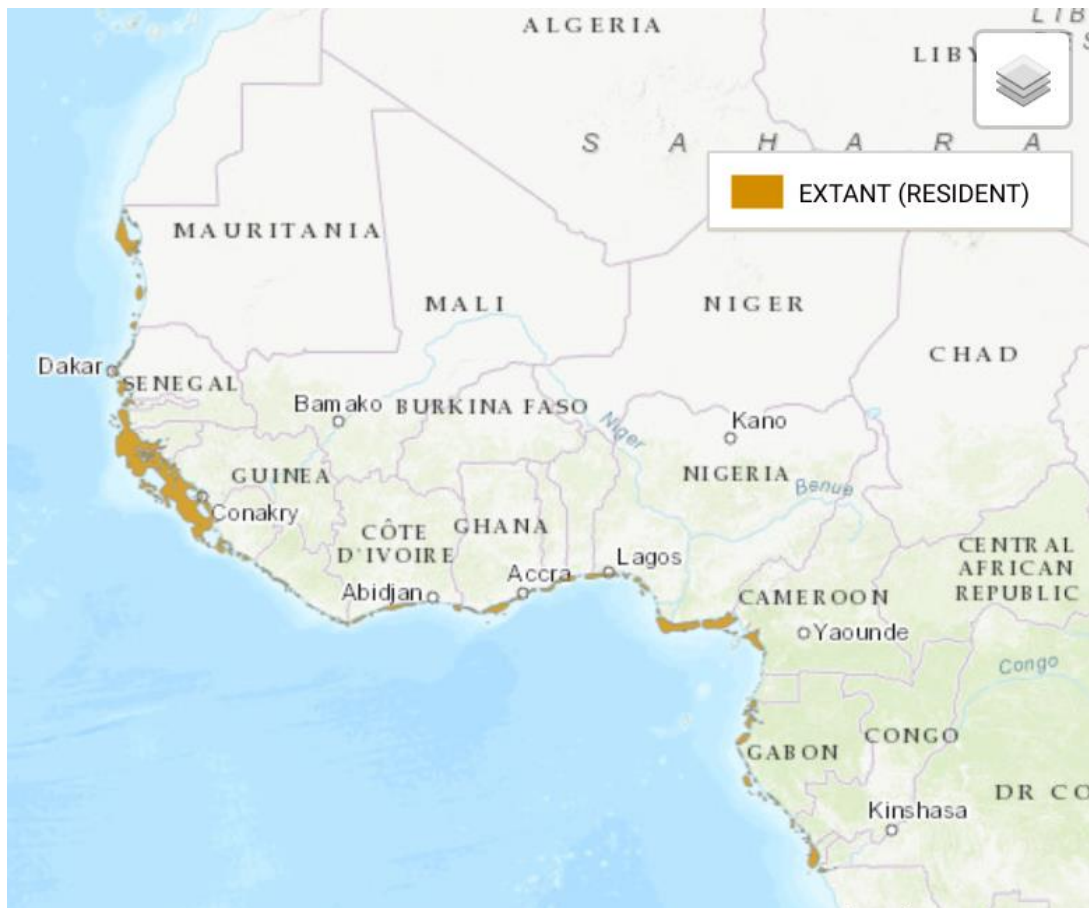 ALGERIA
LIB
LIBY
S A H A R A
EXTANT (RESIDENT)
MAURITANIA
MALI
NIGER
CHAD
Dakar
SENEGAL
Bamako
BURKINA FASO
Niger
Kano
NIGERIA
Benue
GUINEA
Conakry
CÔTE
D'IVOIRE
GHANA
Lagos
Accra
Abidjan
CENTRAL
AFRICAN
REPUBLIC
CAMEROON
Yaounde
Congo
CONGO
GABON
DR CO
Kinshasa